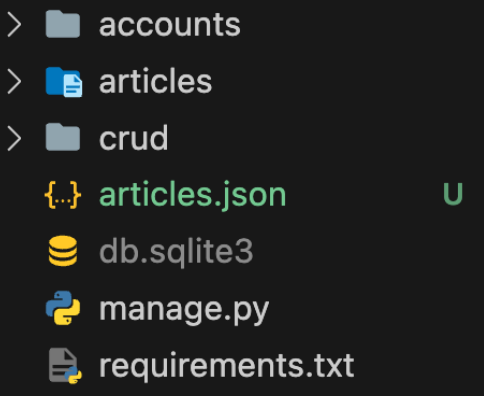 accounts
articles
crud
{...} articles.json U
db.sqlite3
manage.py
requirements.txt